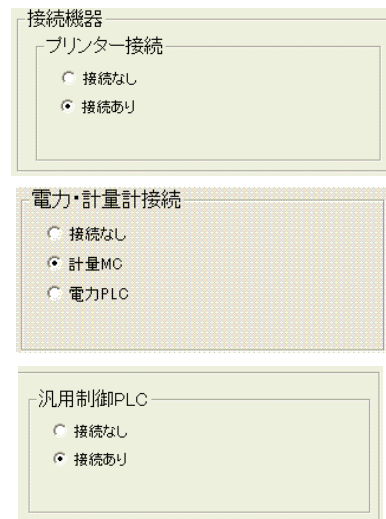 接続機器
プリンター接続
接続なし
接続あり
電力・計量計接続
接続なし
計量MC
電力PLC
汎用制御PLC
接続なし
接続あり